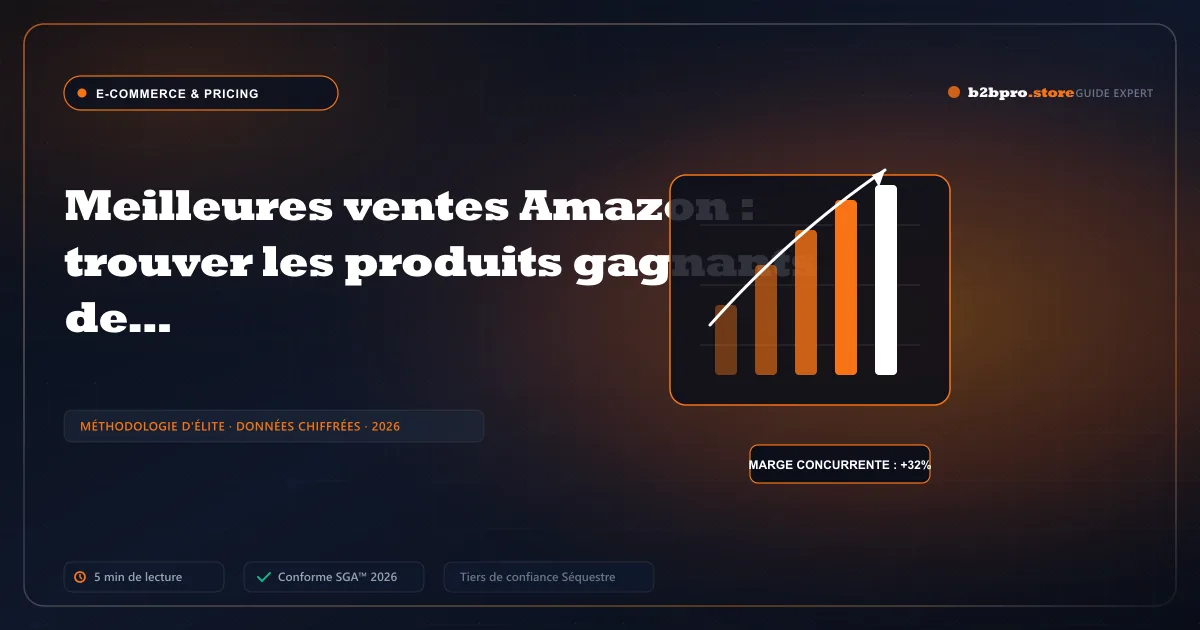 E-COMMERCE & PRICING
b2bpro.store GUIDE EXPERT
Meilleures ventes Amazon :
trouver les produits gagnants
de...
MÉTHODOLOGIE D'ÉLITE · DONNÉES CHIFFRÉES · 2026
MARGE CONCURRENTE : +32%
5 min de lecture
Conforme SGA™ 2026
Tiers de confiance Séquestre